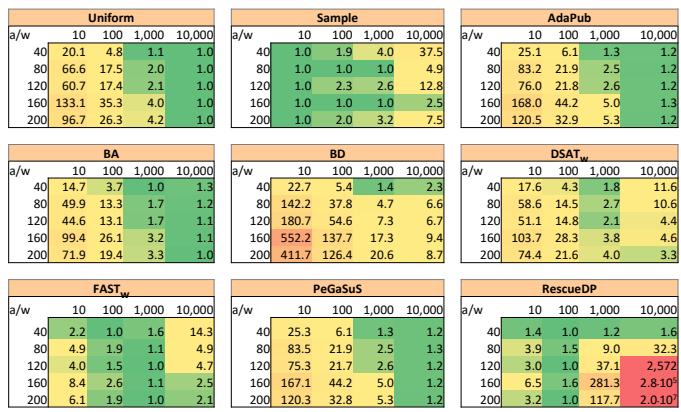 Uniform
a/w 10 100 1,000 10,000
40 20.1 4.8 1.1 1.0
80 66.6 17.5 2.0 1.0
120 60.7 17.4 2.1 1.0
160 133.1 35.3 4.0 1.0
200 96.7 26.3 4.2 1.0
Sample
a/w 10 100 1,000 10,000
40 1.0 1.9 4.0 37.5
80 1.0 1.0 1.0 4.9
120 1.0 2.3 2.6 12.8
160 1.0 1.0 1.0 2.5
200 1.0 2.0 3.2 7.5
AdaPub
a/w 10 100 1,000 10,000
40 25.1 6.1 1.3 1.2
80 83.2 21.9 2.5 1.2
120 76.0 21.8 2.6 1.2
160 168.0 44.2 5.0 1.3
200 120.5 32.9 5.3 1.2
BA
a/w 10 100 1,000 10,000
40 14.7 3.7 1.0 1.3
80 49.9 13.3 1.7 1.2
120 44.6 13.1 1.7 1.1
160 99.4 26.1 3.2 1.1
200 71.9 19.4 3.3 1.0
BD
a/w 10 100 1,000 10,000
40 22.7 5.4 1.4 2.3
80 142.2 37.8 4.7 6.6
120 180.7 54.6 7.3 6.7
160 552.2 137.7 17.3 9.4
200 411.7 126.4 20.6 8.7
DSAT_w
a/w 10 100 1,000 10,000
40 17.6 4.3 1.8 11.6
80 58.6 14.5 2.7 10.6
120 51.1 14.8 2.1 4.4
160 103.7 28.3 3.8 4.6
200 74.4 21.6 4.0 3.3
FAST_w
a/w 10 100 1,000 10,000
40 2.2 1.0 1.6 14.3
80 4.9 1.9 1.1 4.9
120 4.0 1.5 1.0 4.7
160 8.4 2.6 1.1 2.5
200 6.1 1.9 1.0 2.1
PeGaSuS
a/w 10 100 1,000 10,000
40 25.3 6.1 1.3 1.2
80 83.5 21.9 2.5 1.3
120 75.3 21.7 2.6 1.2
160 167.1 44.2 5.0 1.2
200 120.3 32.8 5.3 1.2
RescueDP
a/w 10 100 1,000 10,000
40 1.4 1.0 1.2 1.6
80 3.9 1.5 9.0 32.3
120 3.0 1.0 37.1 2,572
160 6.5 1.6 281.3 2.8·10⁵
200 3.2 1.0 117.7 2.0·10⁷